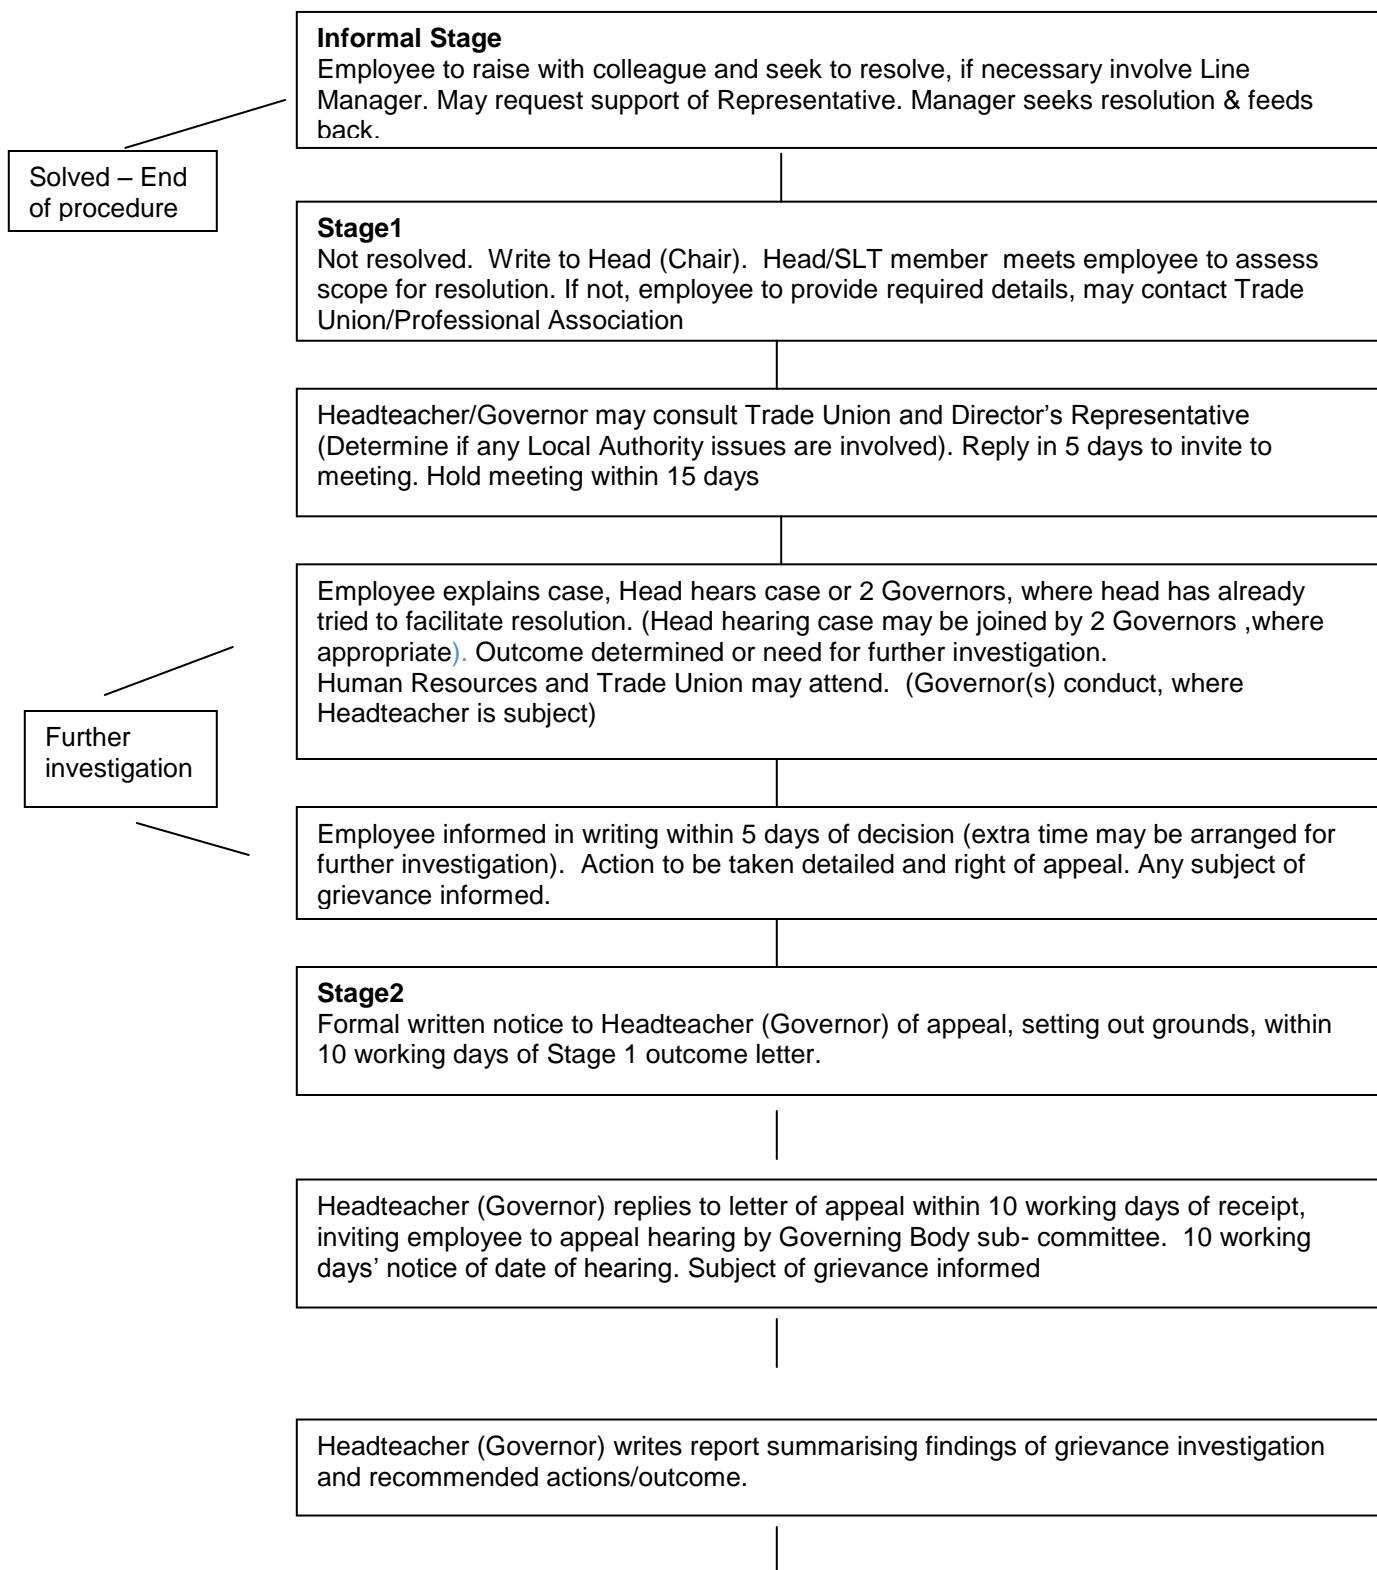 Informal Stage
Employee to raise with colleague and seek to resolve, if necessary involve Line
Manager. May request support of Representative. Manager seeks resolution & feeds
back.
Solved – End
of procedure
Stage1
Not resolved.  Write to Head (Chair).  Head/SLT member  meets employee to assess
scope for resolution. If not, employee to provide required details, may contact Trade
Union/Professional Association
Headteacher/Governor may consult Trade Union and Director’s Representative
(Determine if any Local Authority issues are involved). Reply in 5 days to invite to
meeting. Hold meeting within 15 days
Employee explains case, Head hears case or 2 Governors, where head has already
tried to facilitate resolution. (Head hearing case may be joined by 2 Governors ,where
appropriate). Outcome determined or need for further investigation.
Human Resources and Trade Union may attend.  (Governor(s) conduct, where
Headteacher is subject)
Further
investigation
Employee informed in writing within 5 days of decision (extra time may be arranged for
further investigation).  Action to be taken detailed and right of appeal. Any subject of
grievance informed.
Stage2
Formal written notice to Headteacher (Governor) of appeal, setting out grounds, within
10 working days of Stage 1 outcome letter.
Headteacher (Governor) replies to letter of appeal within 10 working days of receipt,
inviting employee to appeal hearing by Governing Body sub- committee.  10 working
days’ notice of date of hearing. Subject of grievance informed
Headteacher (Governor) writes report summarising findings of grievance investigation
and recommended actions/outcome.